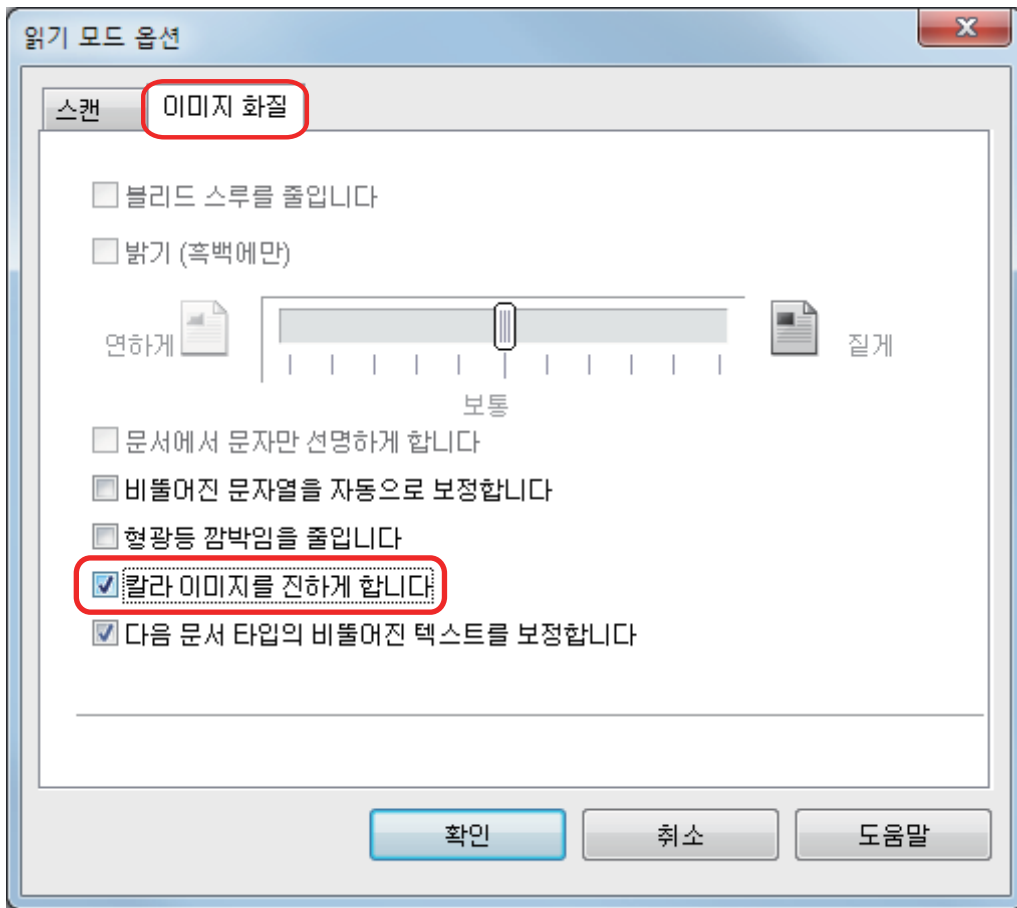 읽기 모드 옵션
스캔
이미지 화질
블리드 스루를 줄입니다
밝기 (흑백에만)
연하게
짙게
보통
문서에서 문자만 선명하게 합니다
비뚤어진 문자열을 자동으로 보정합니다
형광등 깜박임을 줄입니다
칼라 이미지를 진하게 합니다
다음 문서 타입의 비뚤어진 텍스트를 보정합니다
확인
취소
도움말